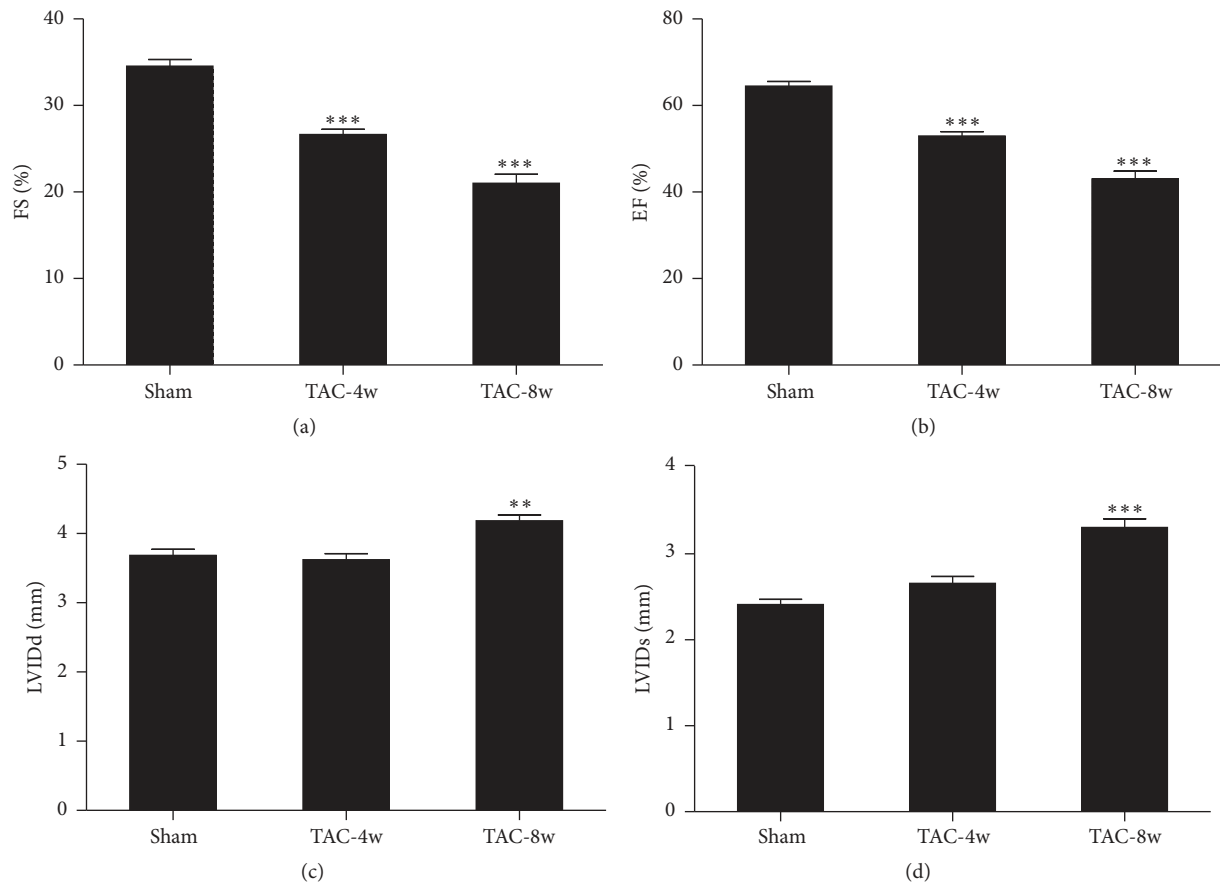 40
30
20
10
0
FS (%)
***
***
Sham
TAC-4w
TAC-8w
(a)
80
60
40
20
0
EF (%)
***
***
Sham
TAC-4w
TAC-8w
(b)
5
4
3
2
1
0
LVIDd (mm)
**
Sham
TAC-4w
TAC-8w
(c)
4
3
2
1
0
LVIDs (mm)
***
Sham
TAC-4w
TAC-8w
(d)